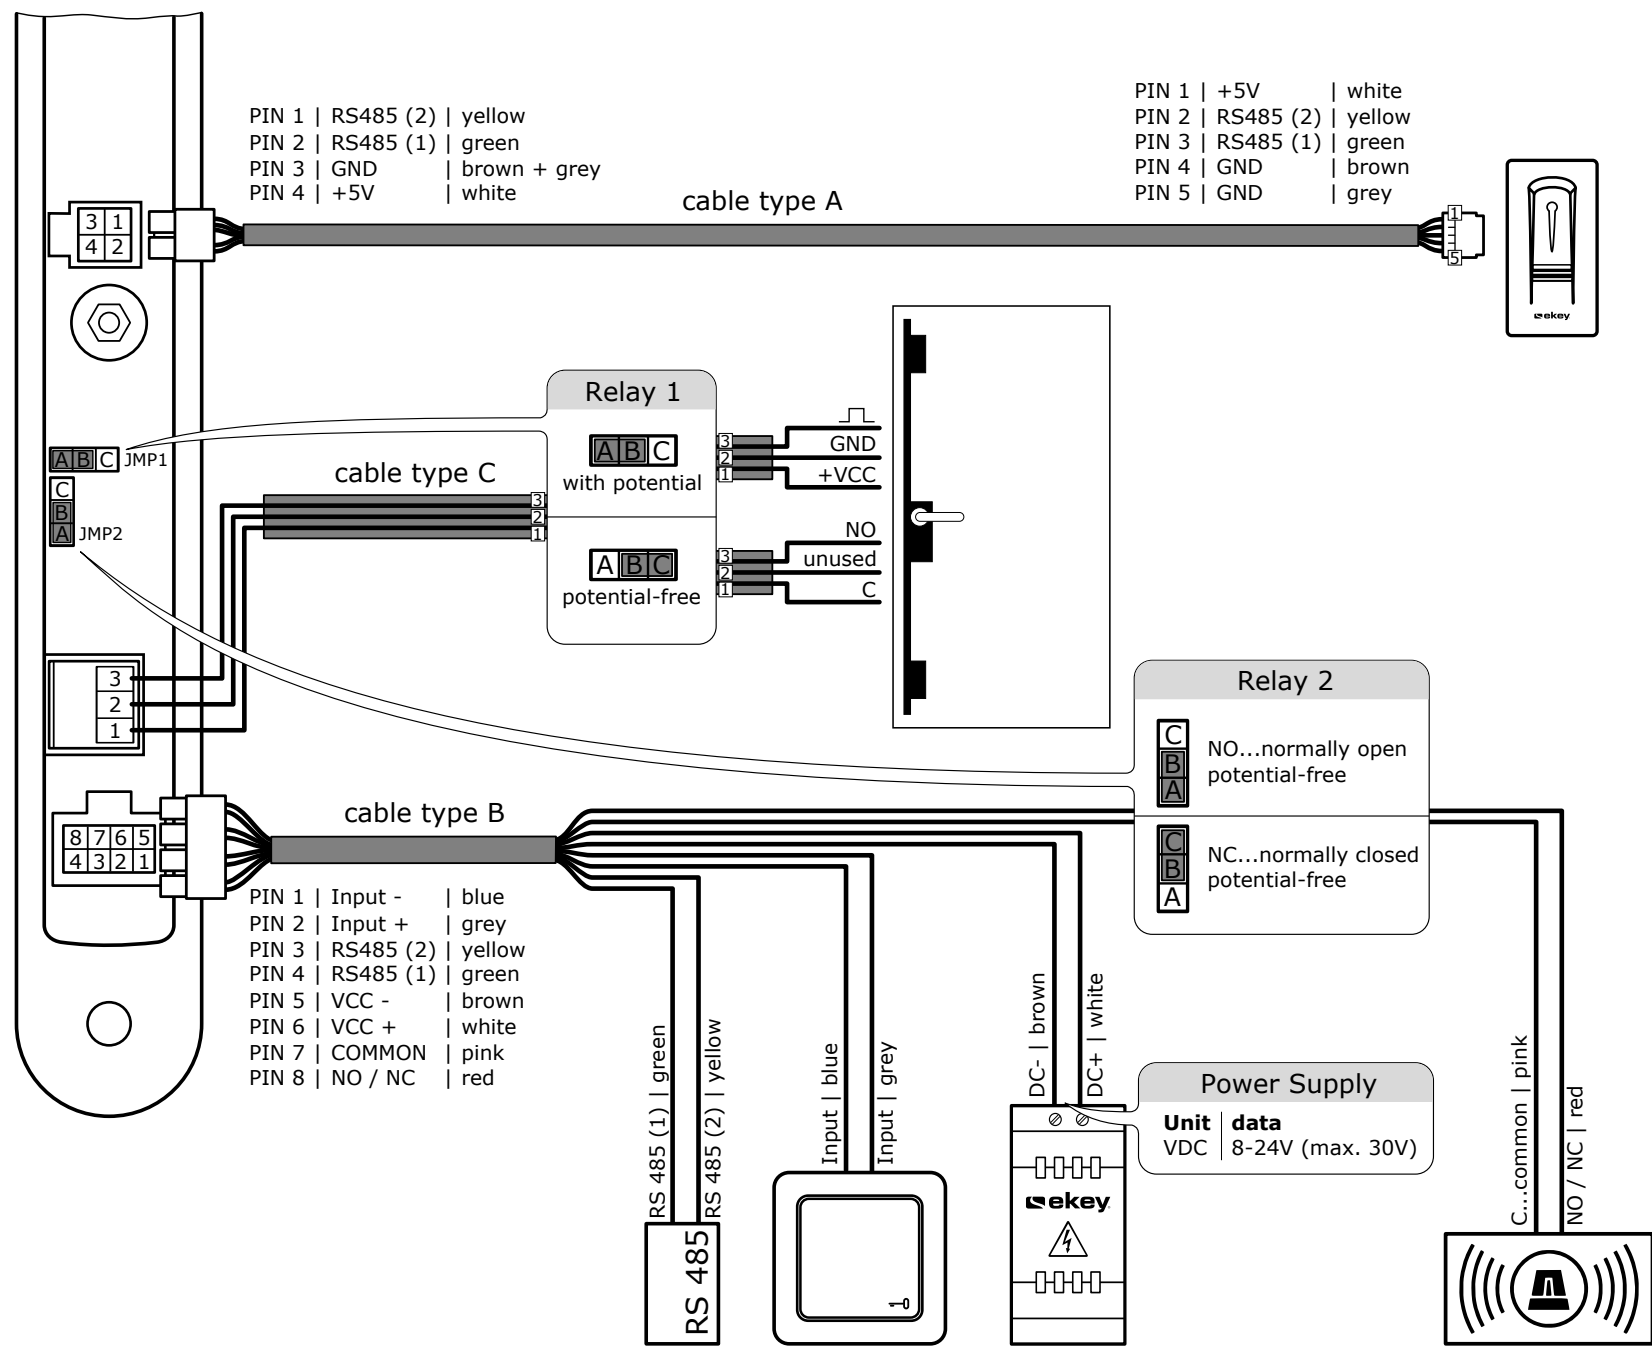 PIN 1 | RS485 (2) | yellow
PIN 2 | RS485 (1) | green
PIN 3 | GND | brown + grey
PIN 4 | +5V | white
PIN 1 | +5V | white
PIN 2 | RS485 (2) | yellow
PIN 3 | RS485 (1) | green
PIN 4 | GND | brown
PIN 5 | GND | grey
cable type A
3 1
4 2
1
5
ekey
Relay 1
A B C
with potential
3
2
1
GND
+VCC
A B C JMP1
C
B
A JMP2
cable type C
3
2
1
A B C
potential-free
3
2
1
NO
unused
C
3
2
1
Relay 2
C
B
A
NO...normally open
potential-free
C
B
A
NC...normally closed
potential-free
cable type B
8 7 6 5
4 3 2 1
PIN 1 | Input - | blue
PIN 2 | Input + | grey
PIN 3 | RS485 (2) | yellow
PIN 4 | RS485 (1) | green
PIN 5 | VCC - | brown
PIN 6 | VCC + | white
PIN 7 | COMMON | pink
PIN 8 | NO / NC | red
RS 485 (1) | green
RS 485 (2) | yellow
RS 485
Input | blue
Input | grey
DC- | brown
DC+ | white
ekey
Power Supply
Unit | data
VDC | 8-24V (max. 30V)
C...common | pink
NO / NC | red